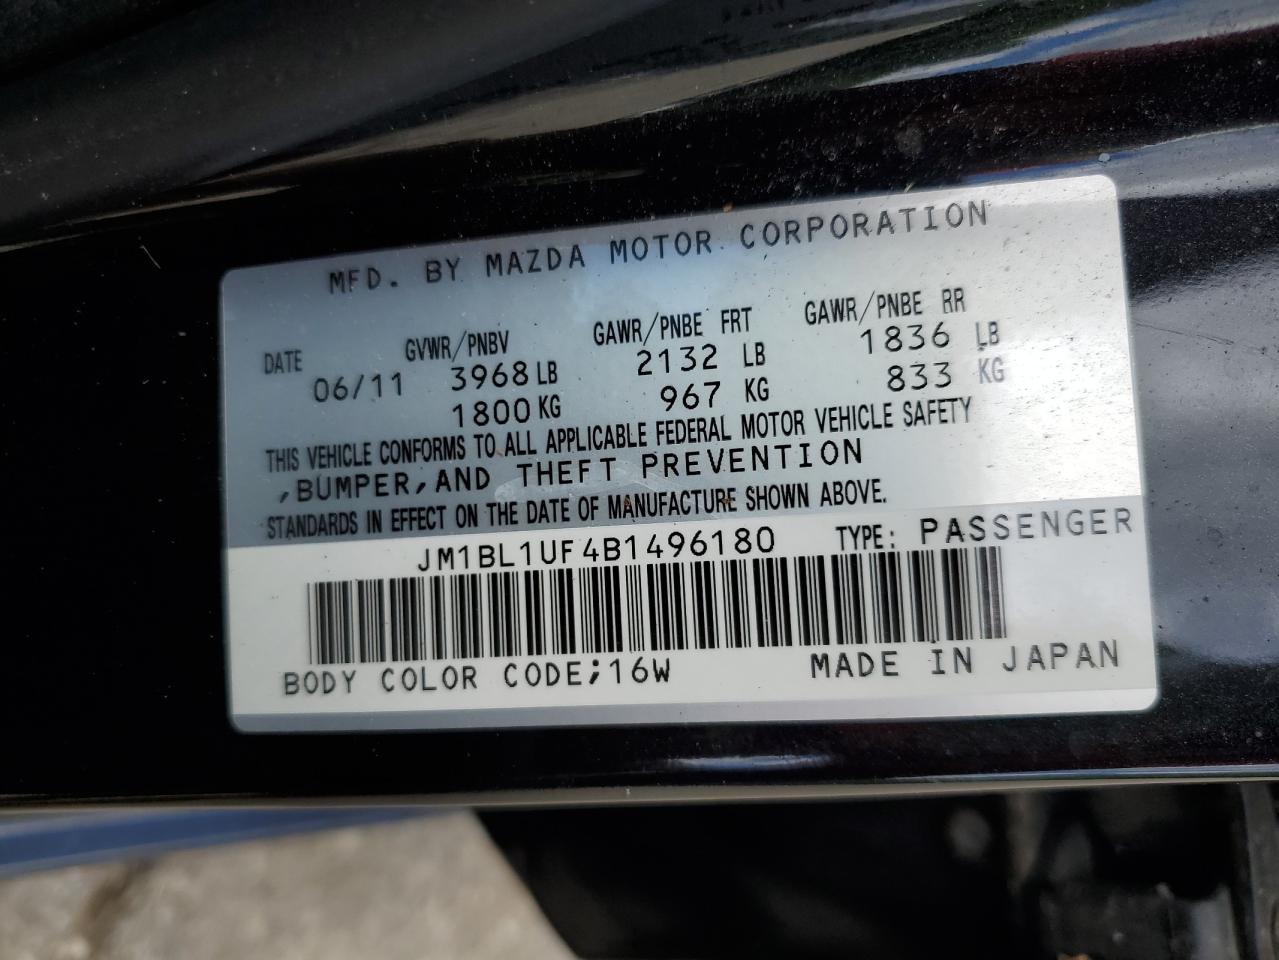 MFD. BY MAZDA MOTOR CORPORATION
DATE GVWR/PNBV GAWR/PNBE FRT GAWR/PNBE RR
06/11 3968 LB 2132 LB 1836 LB
1800 KG 967 KG 833 KG
THIS VEHICLE CONFORMS TO ALL APPLICABLE FEDERAL MOTOR VEHICLE SAFETY
,BUMPER,AND THEFT PREVENTION
STANDARDS IN EFFECT ON THE DATE OF MANUFACTURE SHOWN ABOVE.
JM1BL1UF4B1496180 TYPE: PASSENGER
BODY COLOR CODE;16W MADE IN JAPAN